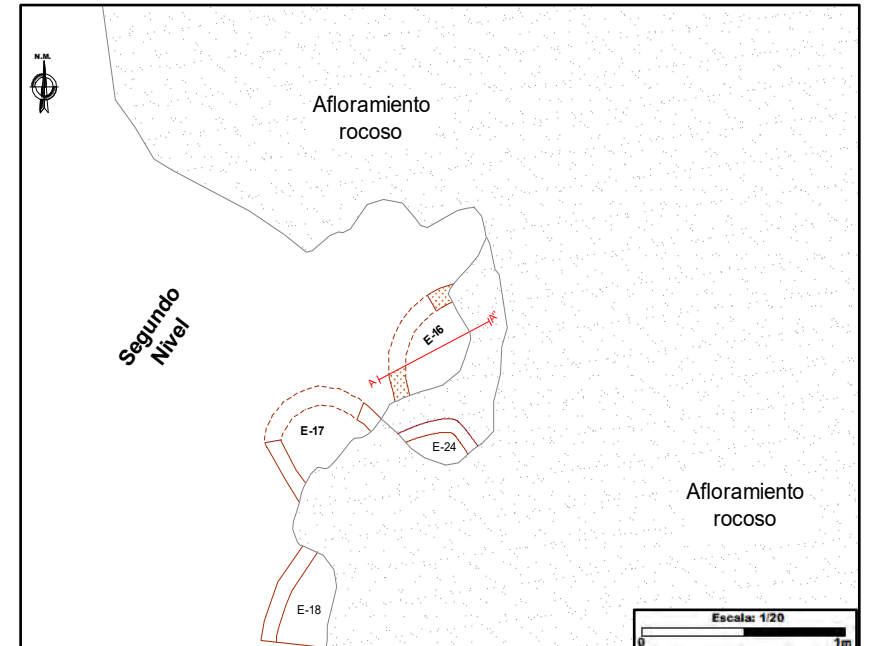 N.M.
Afloramiento
rocoso
Segundo
Nivel
E-16
A
A"
E-17
E-24
Afloramiento
rocoso
E-18
Escala: 1/20
0
1m